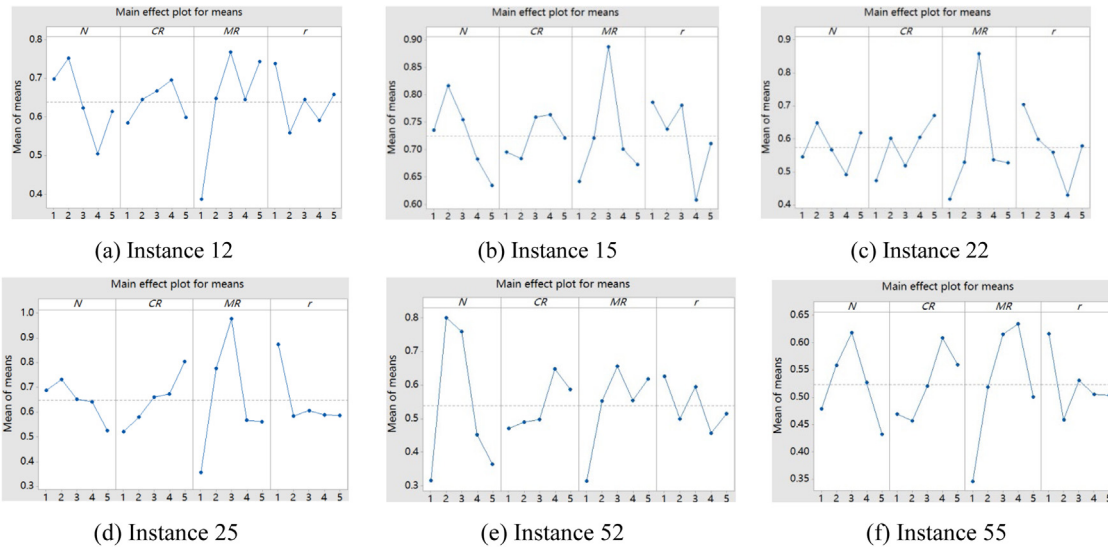 Main effect plot for means
N CR MR r
Mean of means
0.8
0.7
0.6
0.5
0.4
1 2 3 4 5 1 2 3 4 5 1 2 3 4 5 1 2 3 4 5
(a) Instance 12
Main effect plot for means
N CR MR r
Mean of means
0.90
0.85
0.80
0.75
0.70
0.65
0.60
1 2 3 4 5 1 2 3 4 5 1 2 3 4 5 1 2 3 4 5
(b) Instance 15
Main effect plot for means
N CR MR r
Mean of means
0.9
0.8
0.7
0.6
0.5
0.4
1 2 3 4 5 1 2 3 4 5 1 2 3 4 5 1 2 3 4 5
(c) Instance 22
Main effect plot for means
N CR MR r
Mean of means
1.0
0.9
0.8
0.7
0.6
0.5
0.4
0.3
1 2 3 4 5 1 2 3 4 5 1 2 3 4 5 1 2 3 4 5
(d) Instance 25
Main effect plot for means
N CR MR r
Mean of means
0.8
0.7
0.6
0.5
0.4
0.3
1 2 3 4 5 1 2 3 4 5 1 2 3 4 5 1 2 3 4 5
(e) Instance 52
Main effect plot for means
N CR MR r
Mean of means
0.65
0.60
0.55
0.50
0.45
0.40
0.35
1 2 3 4 5 1 2 3 4 5 1 2 3 4 5 1 2 3 4 5
(f) Instance 55